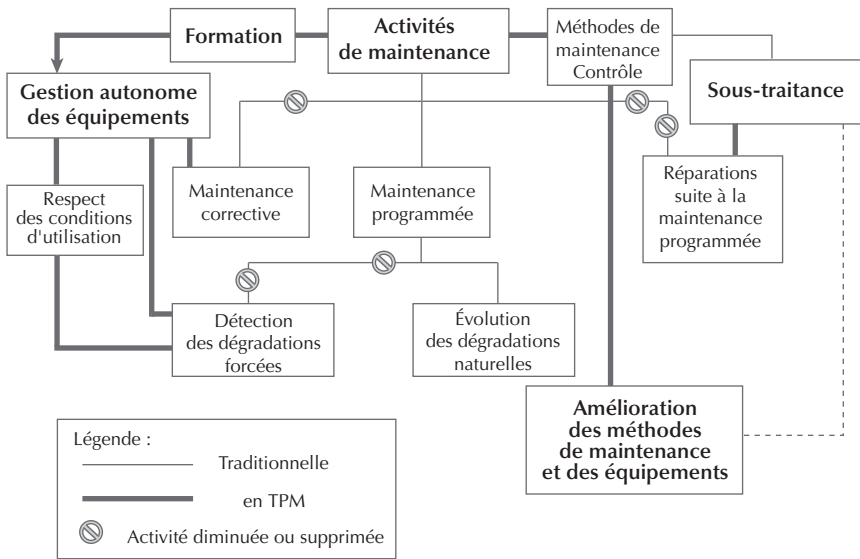 Formation
Activités
de maintenance
Méthodes de
maintenance
Contrôle
Gestion autonome
des équipements
Sous-traitance
Respect
des conditions
d'utilisation
Maintenance
corrective
Maintenance
programmée
Réparations
suite à la
maintenance
programmée
Détection
des dégradations
forcées
Évolution
des dégradations
naturelles
Amélioration
des méthodes
de maintenance
et des équipements
Légende :
Traditionnelle
en TPM
Activité diminuée ou supprimée